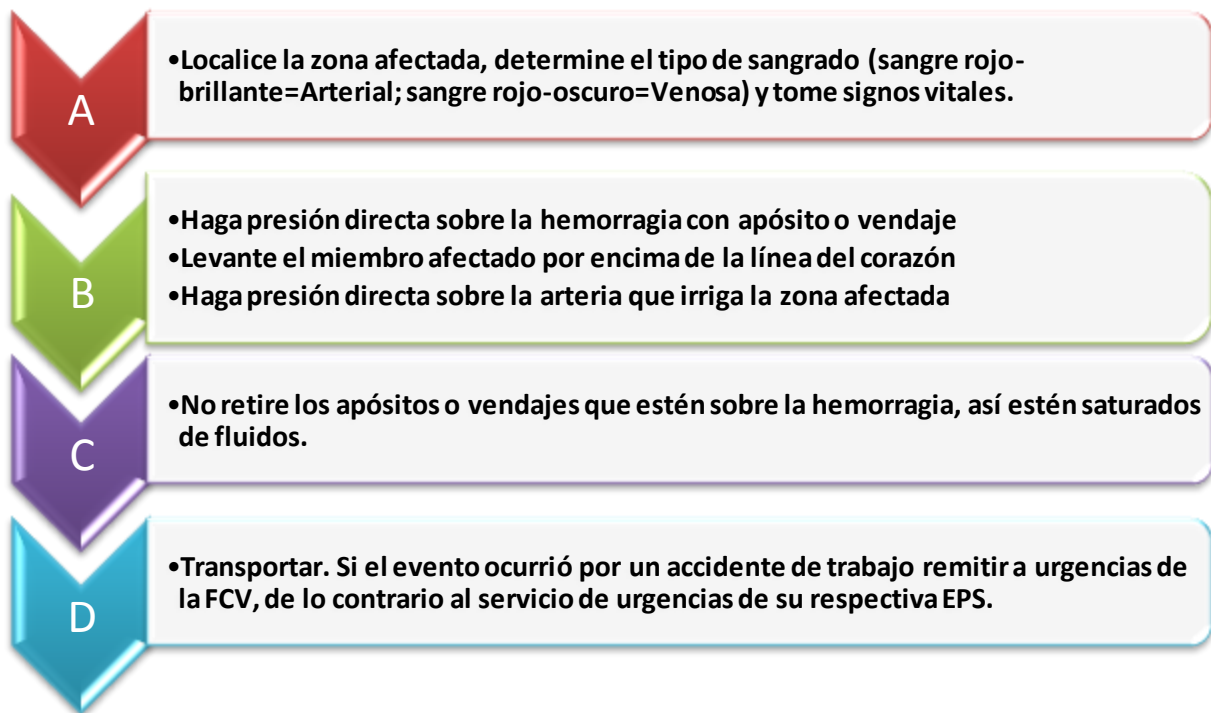 A
•Localice la zona afectada, determine el tipo de sangrado (sangre rojo-
brillante=Arterial; sangre rojo-oscuro=Venosa) y tome signos vitales.
B
•Haga presión directa sobre la hemorragia con apósito o vendaje
•Levante el miembro afectado por encima de la línea del corazón
•Haga presión directa sobre la arteria que irriga la zona afectada
C
•No retire los apósitos o vendajes que estén sobre la hemorragia, así estén saturados
de fluidos.
D
•Transportar. Si el evento ocurrió por un accidente de trabajo remitir a urgencias de
la FCV, de lo contrario al servicio de urgencias de su respectiva EPS.